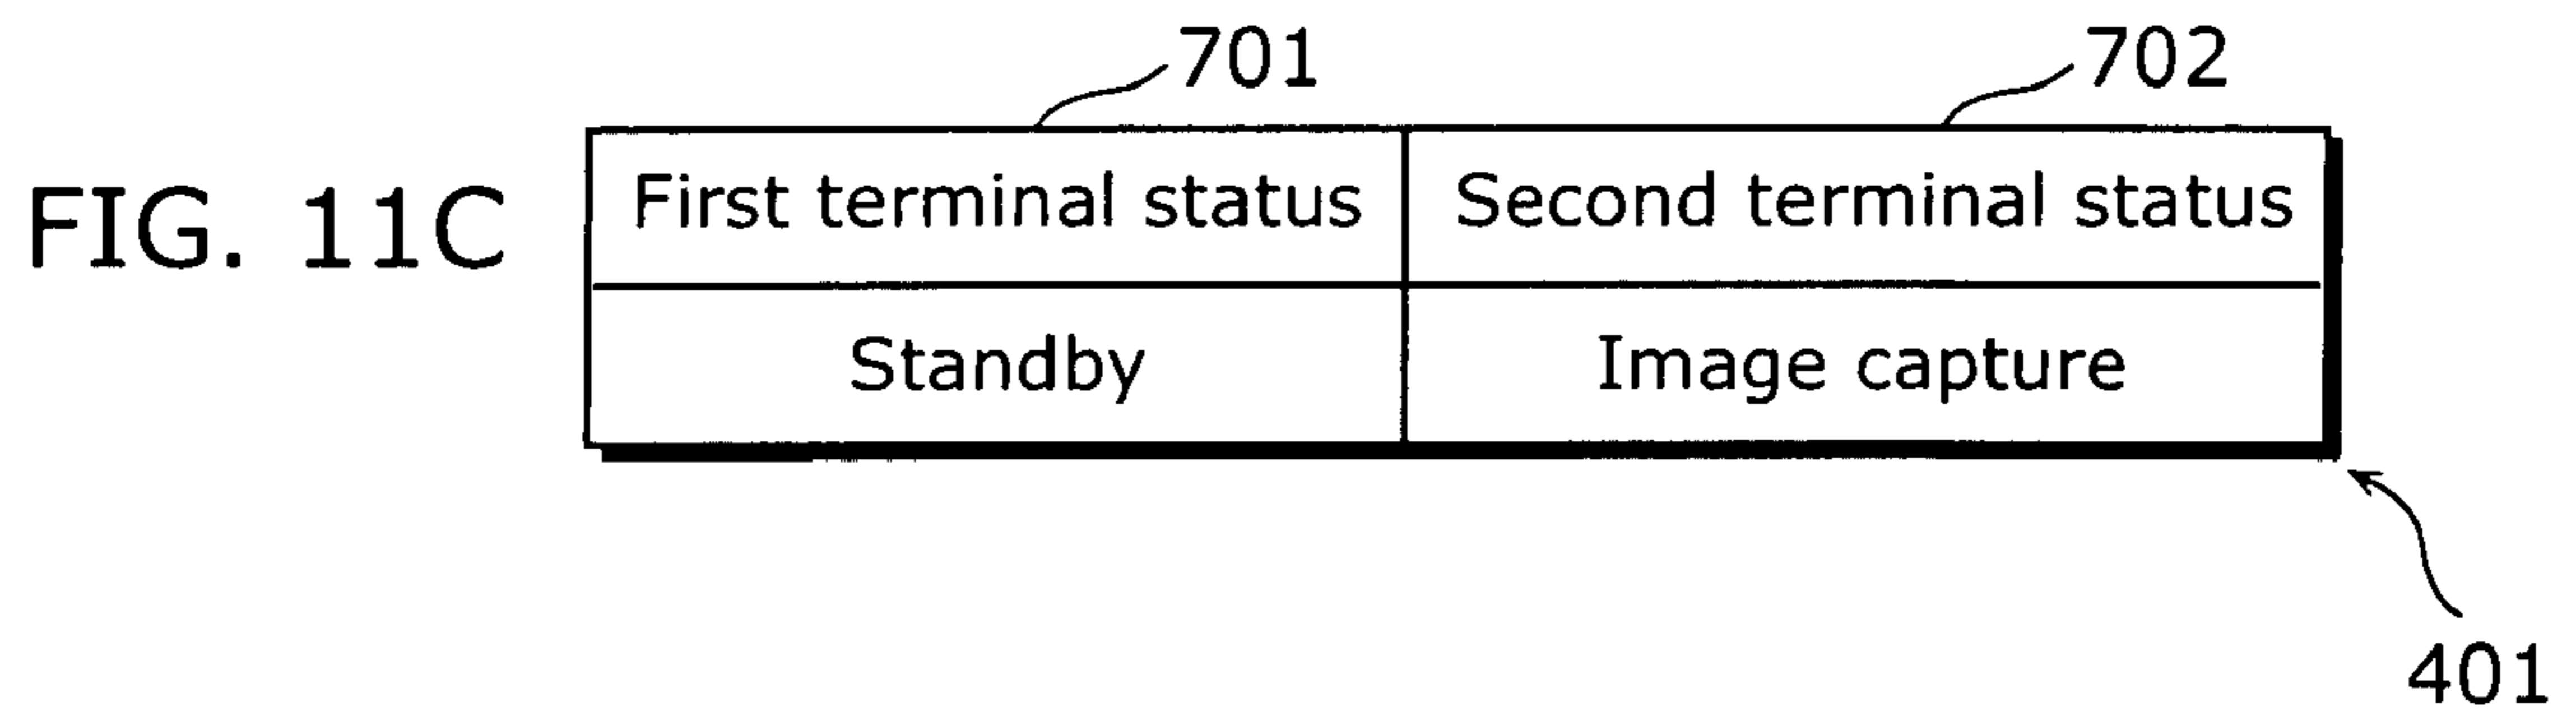 701 702
FIG. 11C
First terminal status Second terminal status
Standby Image capture
401